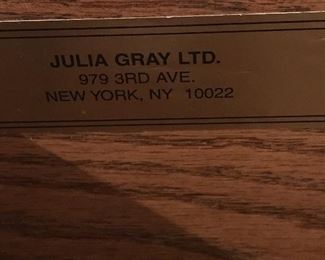 JULIA GRAY LTD.
979 3RD AVE.
NEW YORK, NY 10022